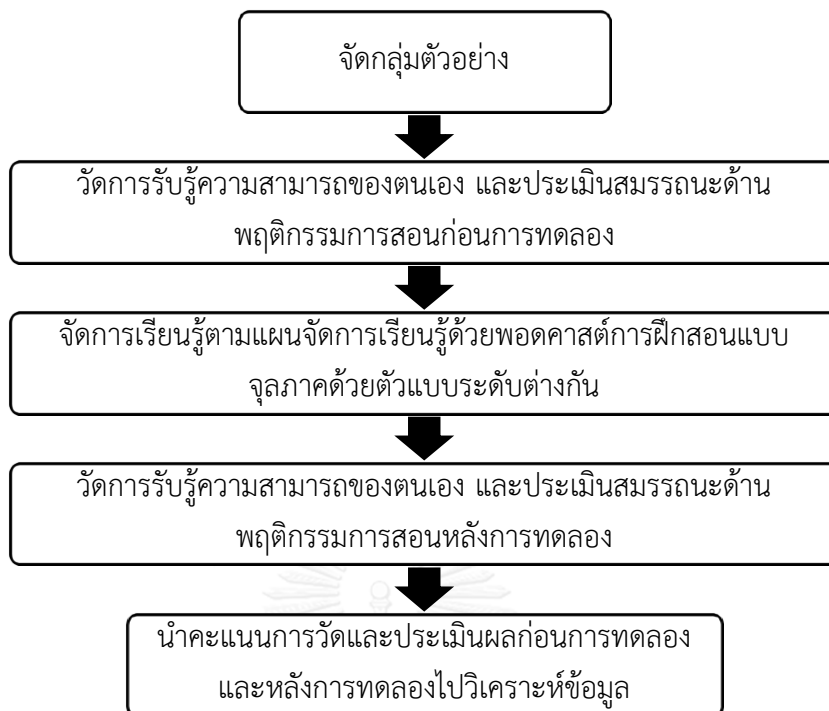 จัดกลุ่มตัวอย่าง
วัดการรับรู้ความสามารถของตนเอง และประเมินสมรรถนะด้าน
พฤติกรรมการสอนก่อนการทดลอง
จัดการเรียนรู้ตามแผนจัดการเรียนรู้ด้วยพอดคาสต์การฝึกสอนแบบ
จุลภาคด้วยตัวแบบระดับต่างกัน
วัดการรับรู้ความสามารถของตนเอง และประเมินสมรรถนะด้าน
พฤติกรรมการสอนหลังการทดลอง
นำคะแนนการวัดและประเมินผลก่อนการทดลอง
และหลังการทดลองไปวิเคราะห์ข้อมูล